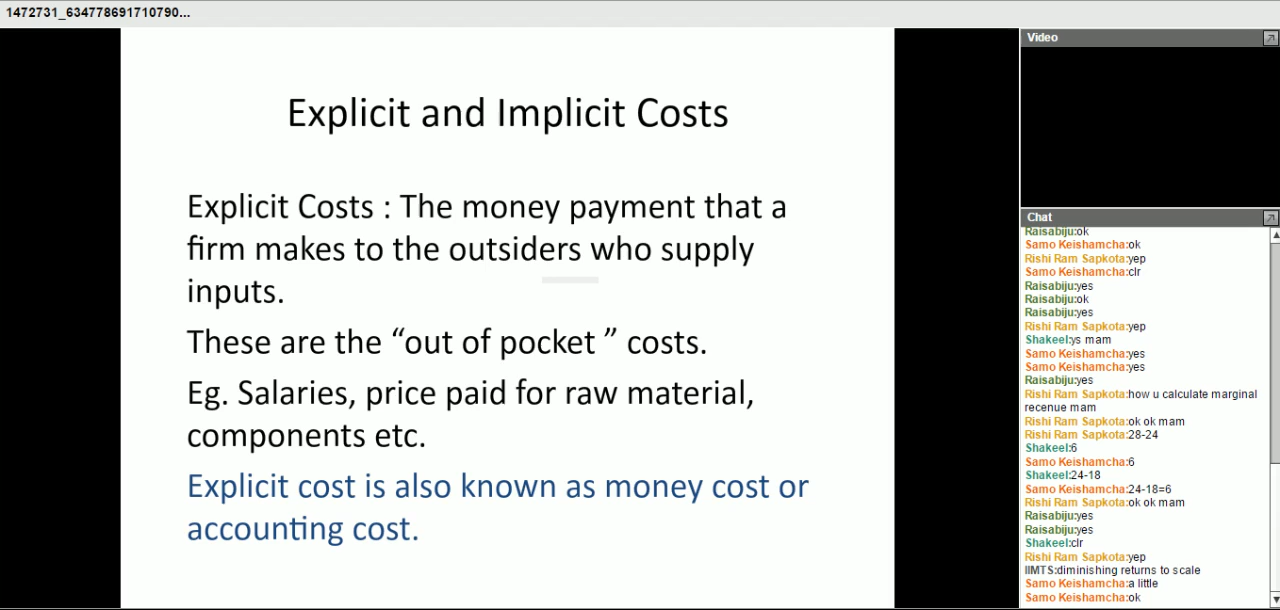 1472731_634778691710790...
Explicit and Implicit Costs
Explicit Costs : The money payment that a
firm makes to the outsiders who supply
inputs.
These are the “out of pocket ” costs.
Eg. Salaries, price paid for raw material,
components etc.
Explicit cost is also known as money cost or
accounting cost.
Video
Chat
Raisabiju:ok
Samo Keishamcha:ok
Rishi Ram Sapkota:yep
Samo Keishamcha:clr
Raisabiju:yes
Raisabiju:ok
Raisabiju:yes
Rishi Ram Sapkota:yep
Shakeel:ys mam
Samo Keishamcha:yes
Samo Keishamcha:yes
Raisabiju:yes
Rishi Ram Sapkota:how u calculate marginal
recenue mam
Rishi Ram Sapkota:ok ok mam
Rishi Ram Sapkota:28-24
Shakeel:6
Samo Keishamcha:6
Shakeel:24-18
Samo Keishamcha:24-18=6
Rishi Ram Sapkota:ok ok mam
Raisabiju:yes
Raisabiju:yes
Shakeel:clr
Rishi Ram Sapkota:yep
IIMTS:diminishing returns to scale
Samo Keishamcha:a little
Samo Keishamcha:ok